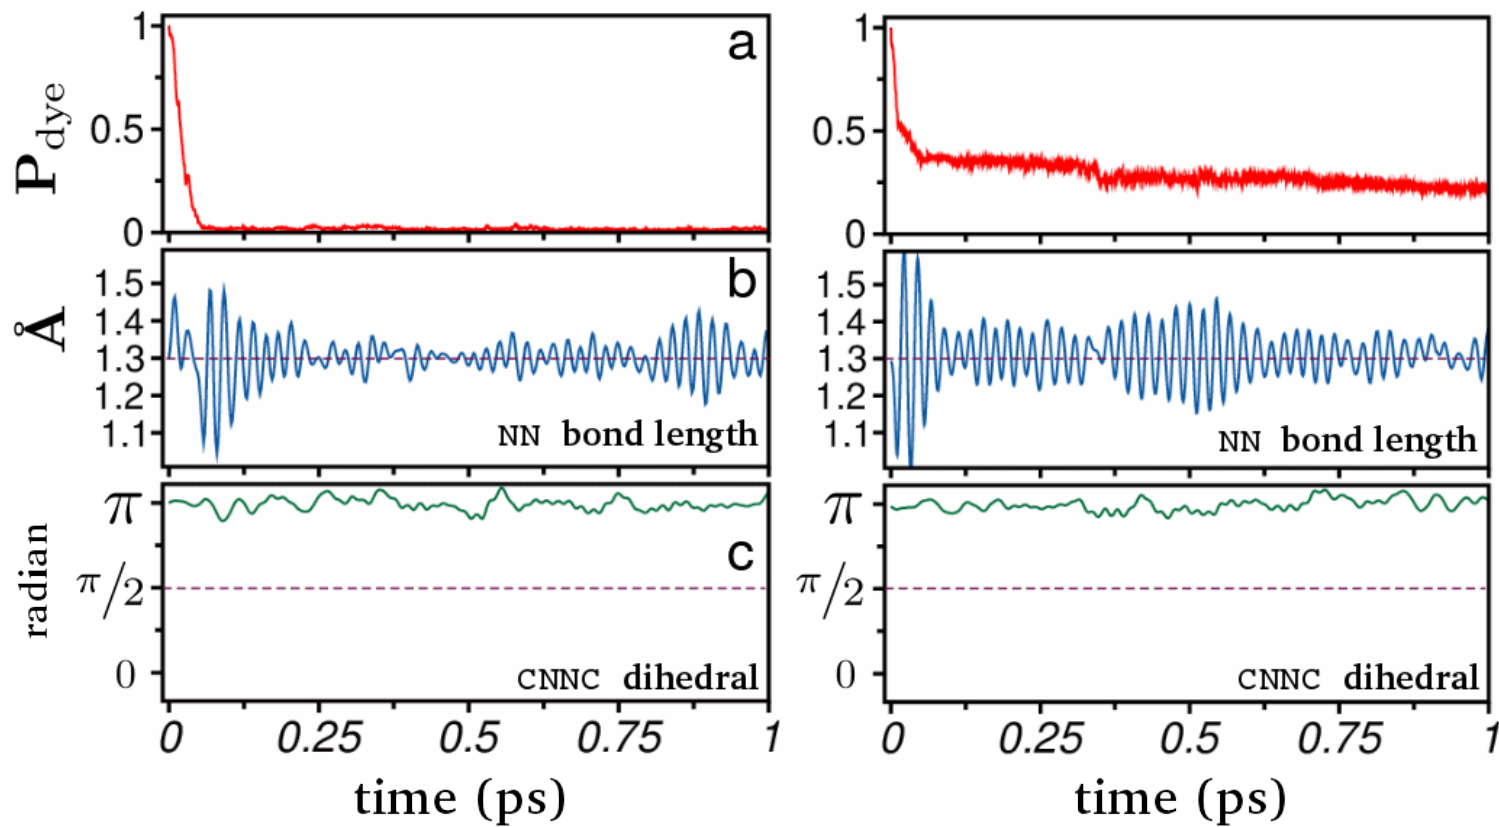 P dye
1
0.5
0
a
1
0.5
0
Å
1.5
1.4
1.3
1.2
1.1
b
NN bond length
1.5
1.4
1.3
1.2
1.1
NN bond length
radian
π
π/2
0
c
CNNC dihedral
π
π/2
0
CNNC dihedral
0 0.25 0.5 0.75 1
0 0.25 0.5 0.75 1
time (ps)
time (ps)